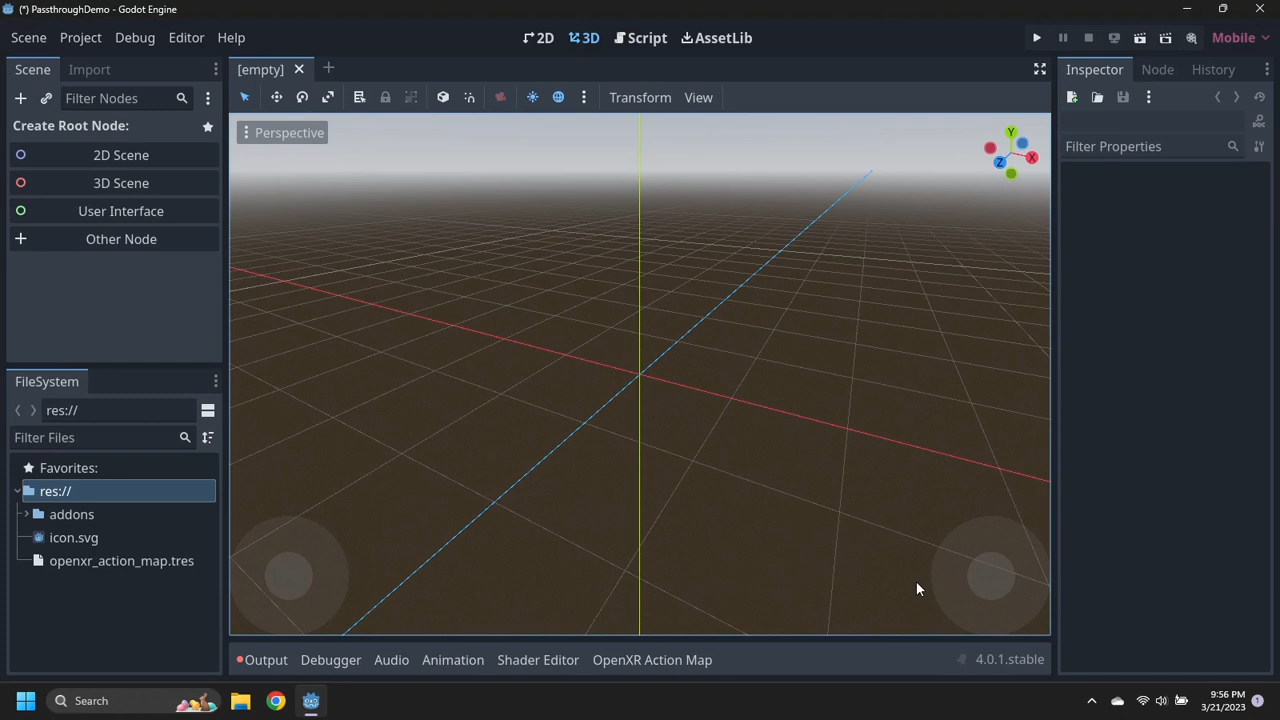 (*) PassthroughDemo - Godot Engine
Scene Project Debug Editor Help
2D 3D Script AssetLib
Mobile
Scene Import
[empty]
Inspector Node History
Filter Nodes
Transform View
Create Root Node:
2D Scene
3D Scene
User Interface
Other Node
Perspective
Y
X
Z
Filter Properties
FileSystem
res://
Filter Files
Favorites:
res://
addons
icon.svg
openxr_action_map.tres
Output Debugger Audio Animation Shader Editor OpenXR Action Map
4.0.1.stable
Search
9:56 PM
3/21/2023
1